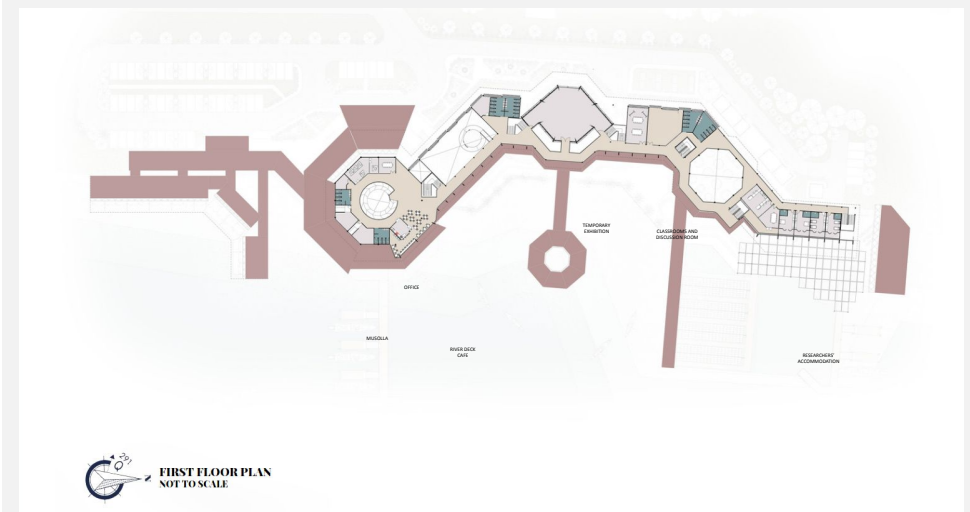 TEMPORARY
EXHIBITION
CLASSROOMS AND
DISCUSSION ROOM
OFFICE
MUSOLLA
RIVER DECK
CAFE
RESEARCHERS'
ACCOMMODATION
291
Q
N
FIRST FLOOR PLAN
NOT TO SCALE